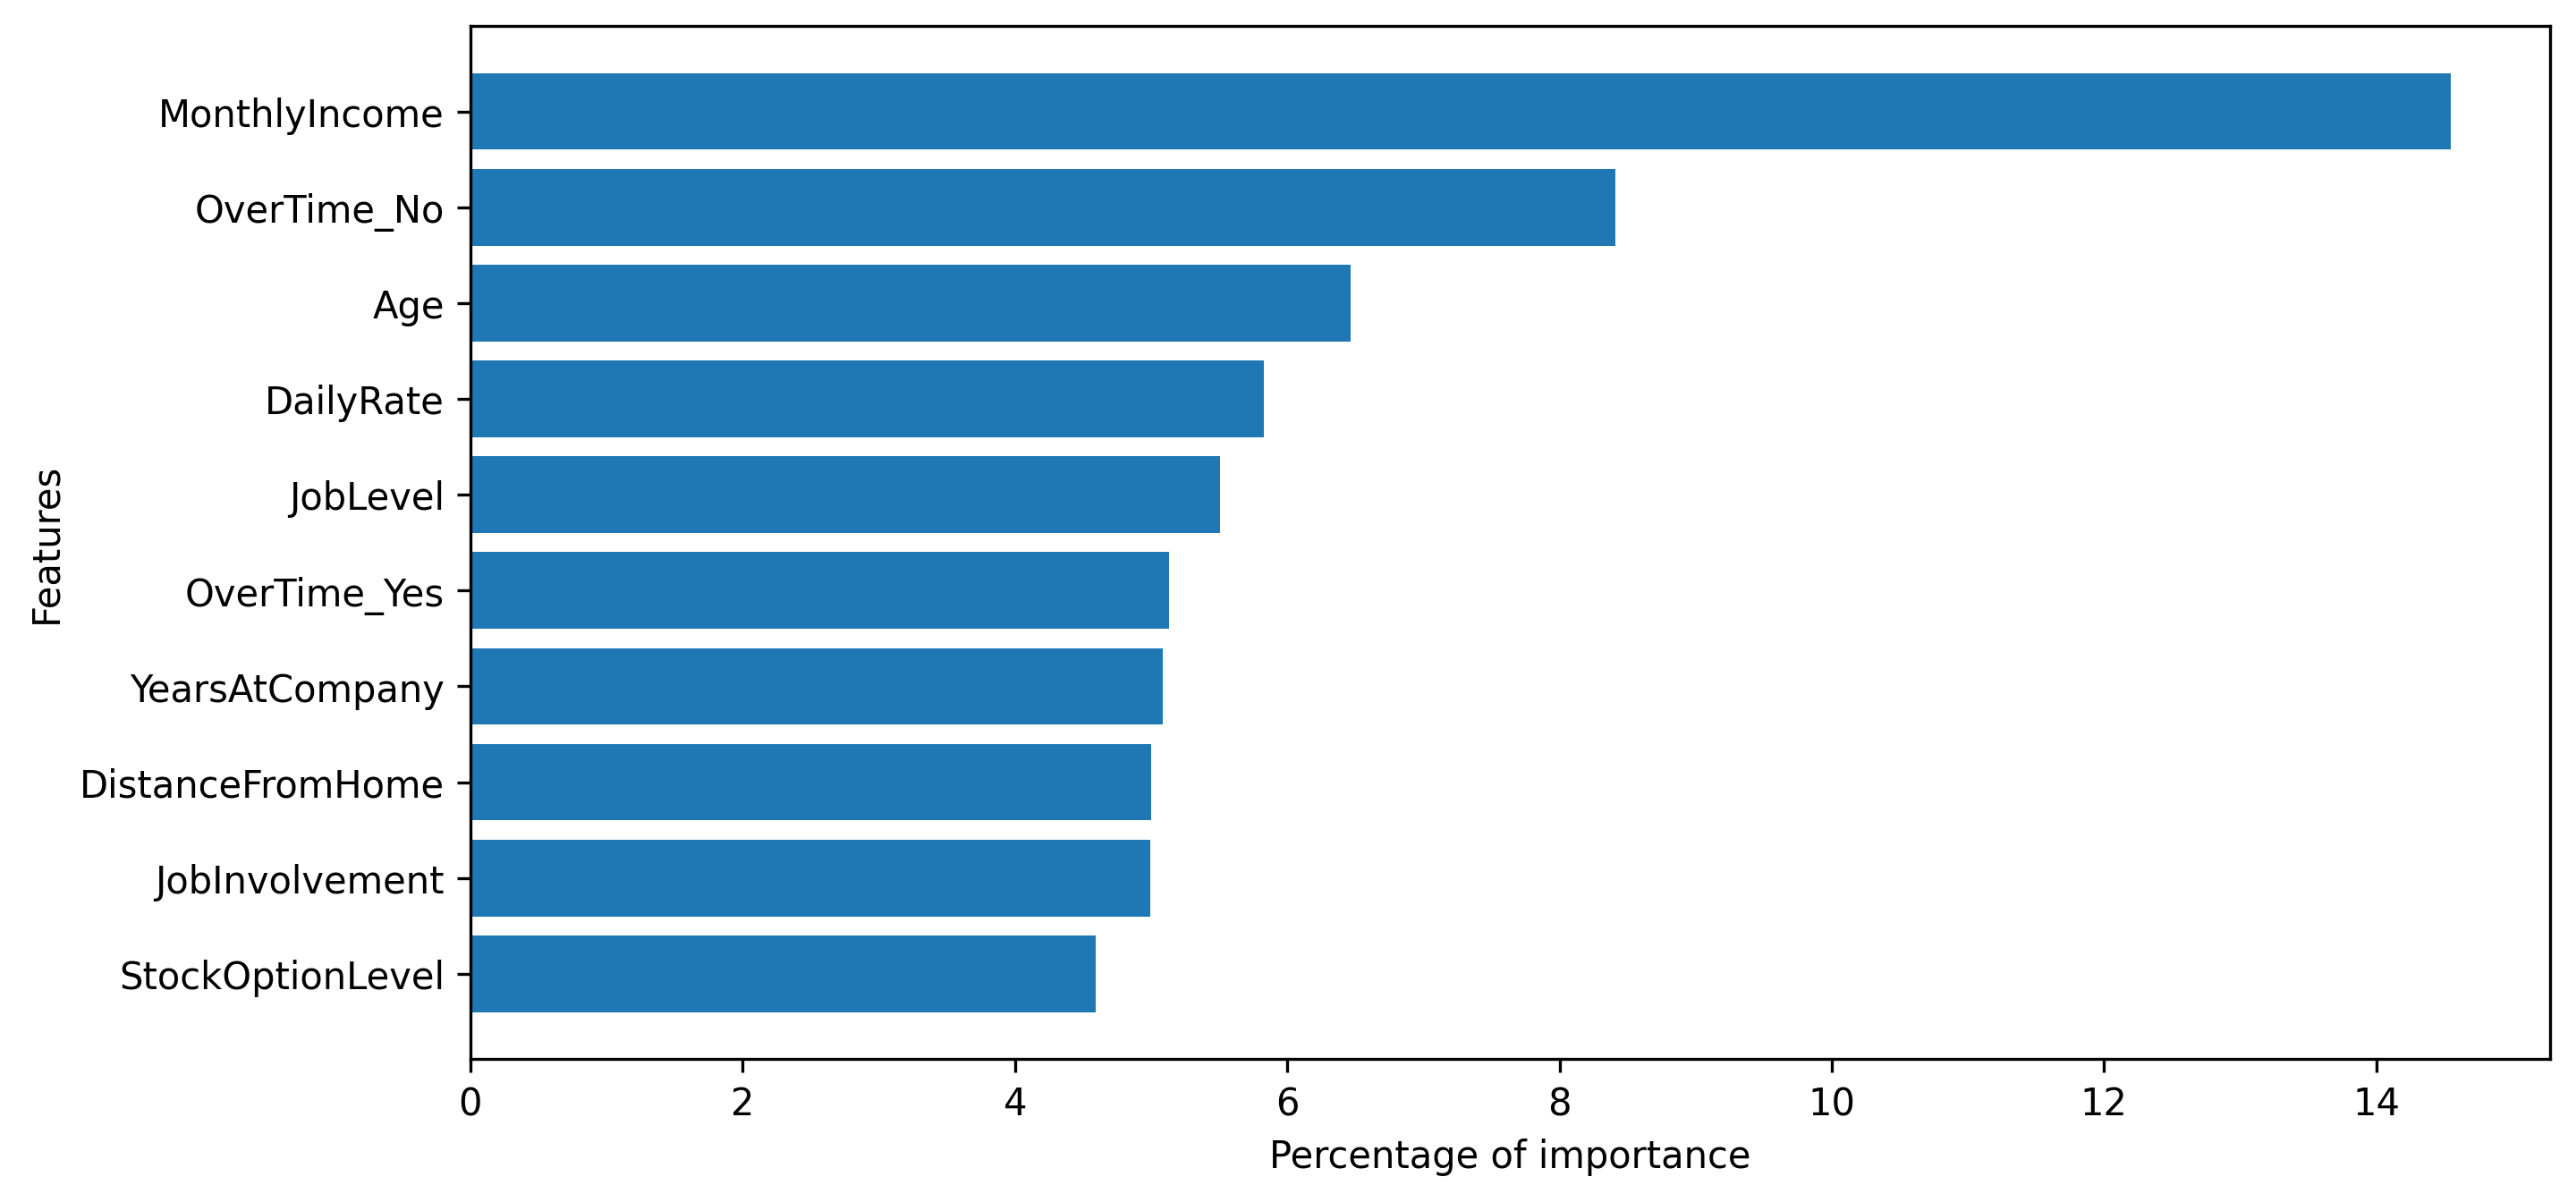 MonthlyIncome
OverTime_No
Age
DailyRate
JobLevel
OverTime_Yes
YearsAtCompany
DistanceFromHome
JobInvolvement
StockOptionLevel
Features
0 2 4 6 8 10 12 14
Percentage of importance